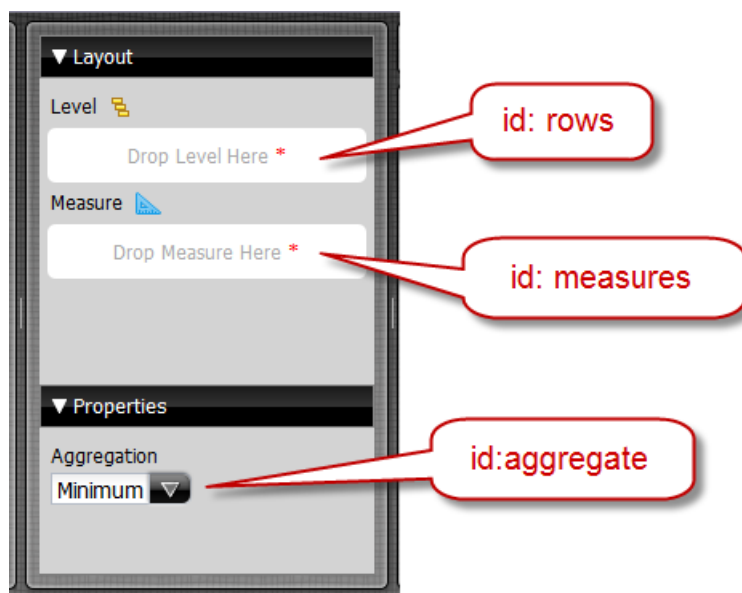 Layout
Level
id: rows
Drop Level Here *
Measure
Drop Measure Here *
id: measures
Properties
Aggregation
id:aggregate
Minimum